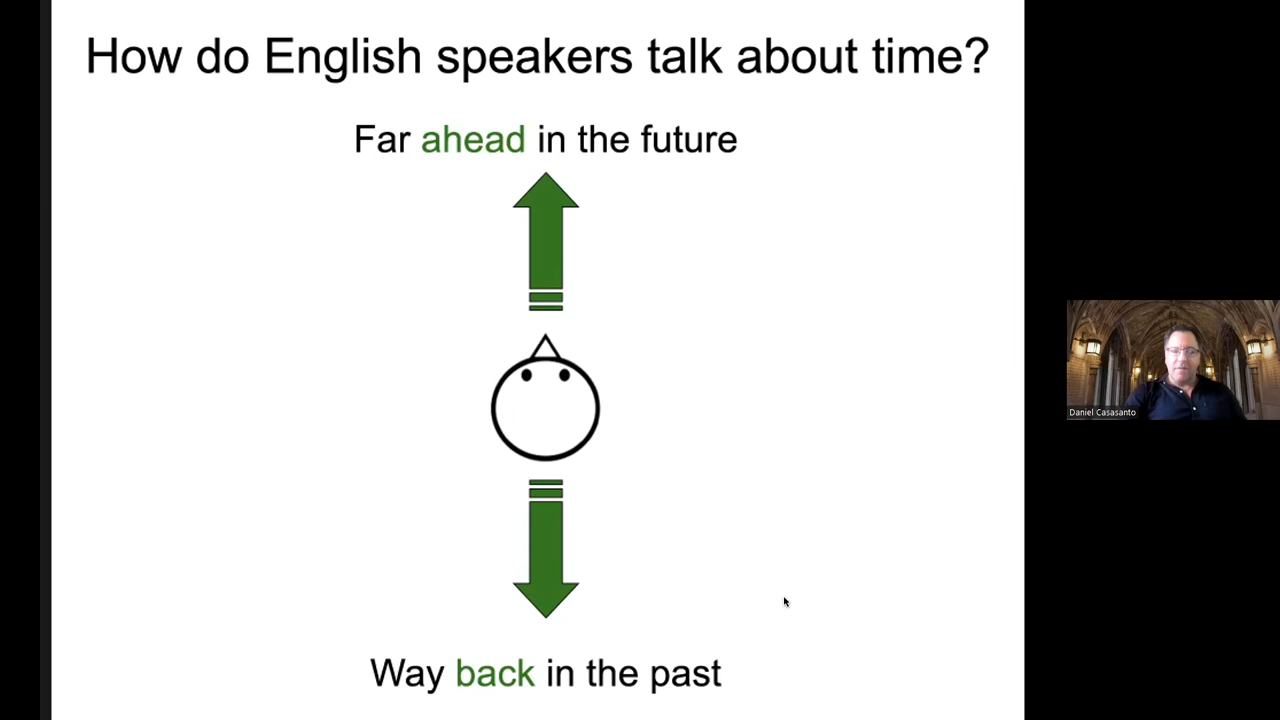 How do English speakers talk about time?
Far ahead in the future
Way back in the past
Daniel Casasanto